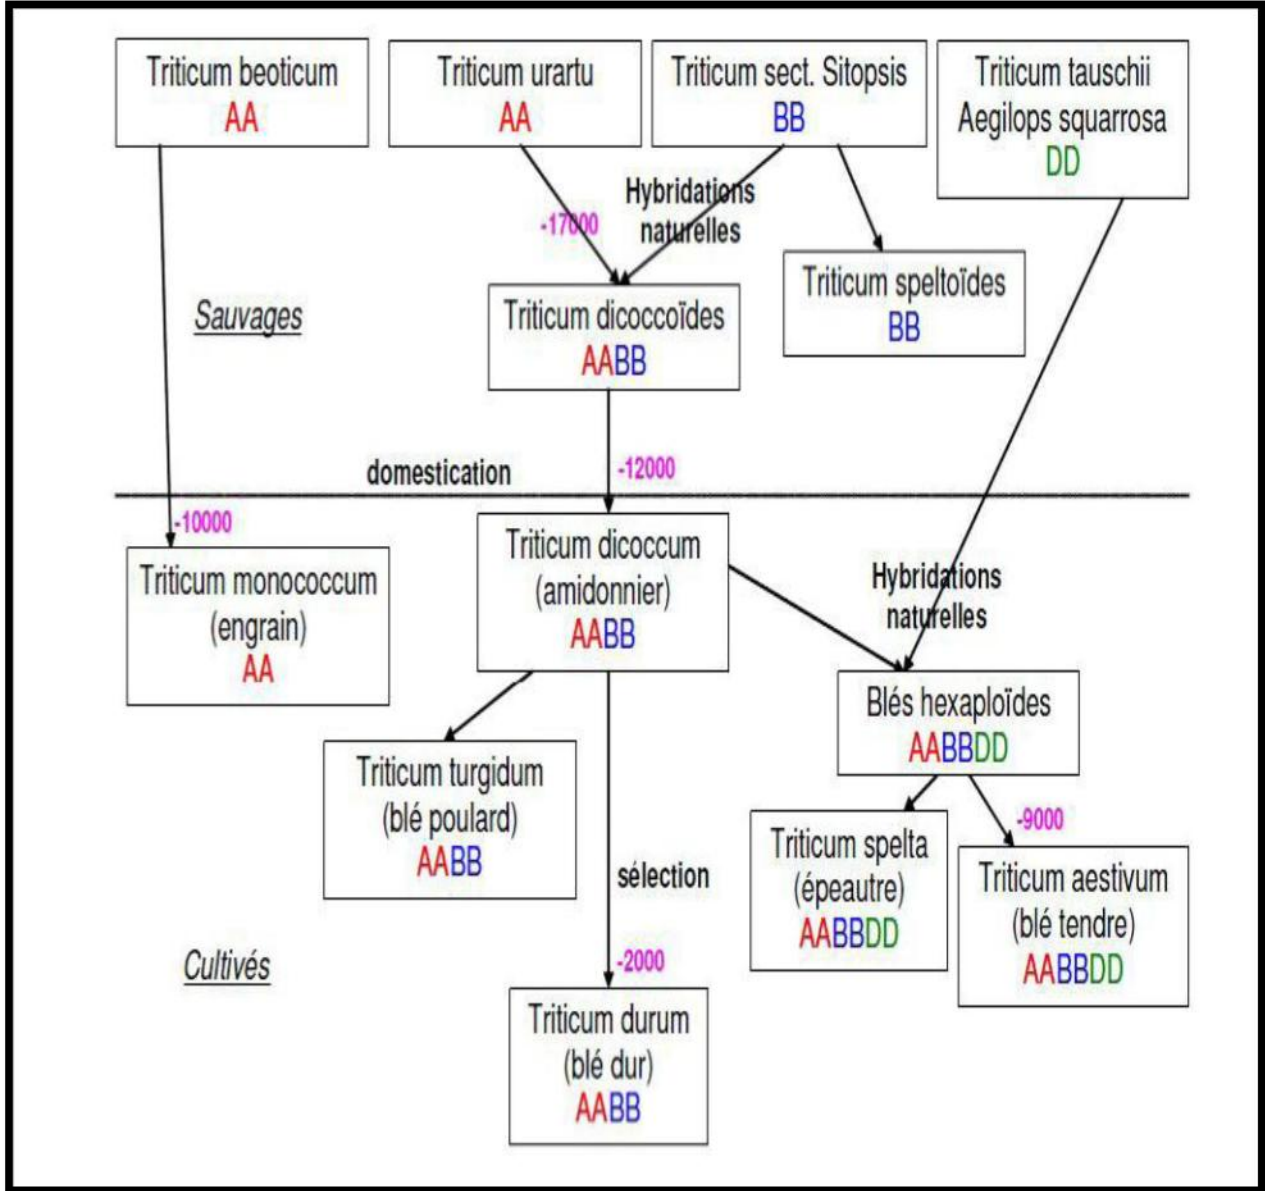 Triticum beoticum
AA
Triticum urartu
AA
Triticum sect. Sitopsis
BB
Triticum tauschii
Aegilops squarrosa
DD
-17000
Hybridations
naturelles
Sauvages
Triticum dicoccoïdes
AABB
Triticum speltoïdes
BB
domestication
-12000
-10000
Triticum monococcum
(engrain)
AA
Triticum dicoccum
(amidonnier)
AABB
Hybridations
naturelles
Blés hexaploïdes
AABBDD
Triticum turgidum
(blé poulard)
AABB
sélection
-9000
Triticum spelta
(épeautre)
AABBDD
Triticum aestivum
(blé tendre)
AABBDD
Cultivés
-2000
Triticum durum
(blé dur)
AABB